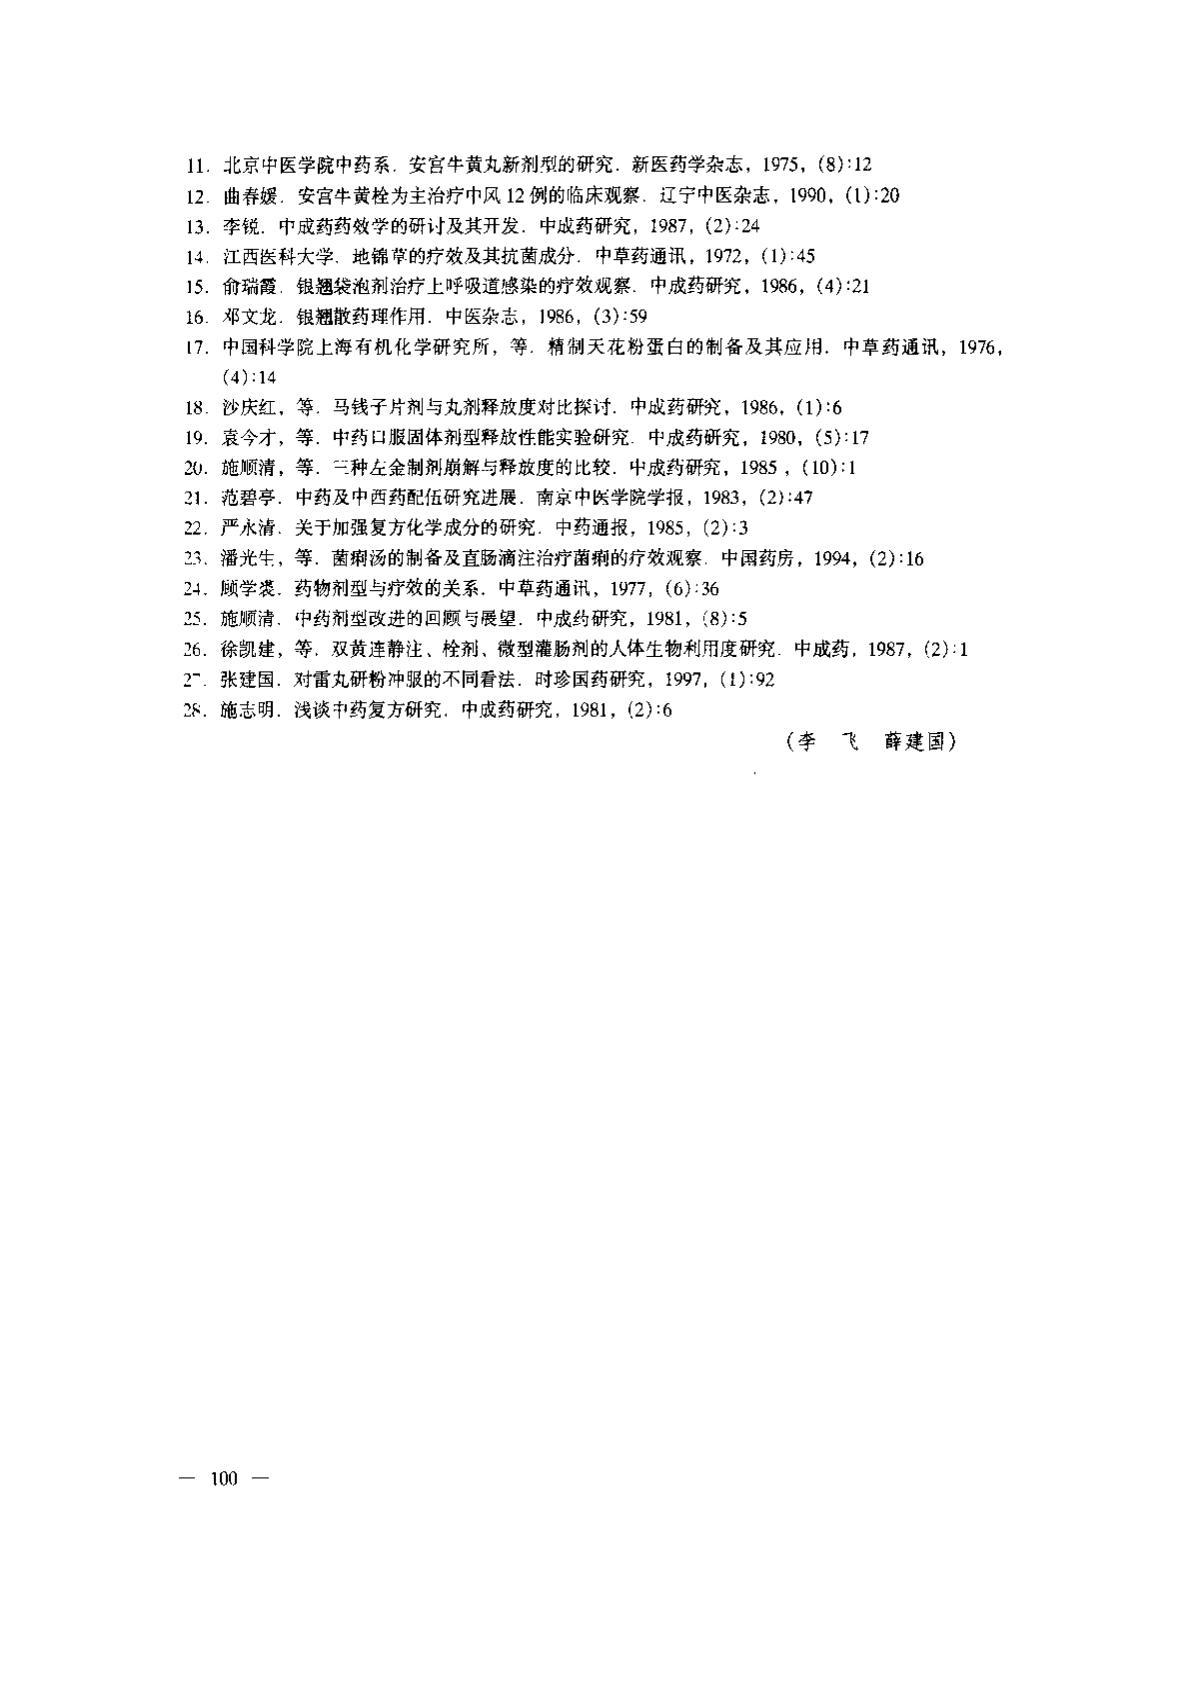 11. 北京中医学院中药系. 安宫牛黄丸新剂型的研究. 新医药学杂志, 1975, (8):12
12. 曲春媛. 安宫牛黄栓为主治疗中风 12 例的临床观察. 辽宁中医杂志, 1990, (1):20
13. 李锐. 中成药药效学的研讨及其开发. 中成药研究, 1987, (2):24
14. 江西医科大学. 地锦草的疗效及其抗菌成分. 中草药通讯, 1972, (1):45
15. 俞瑞霞. 银翘袋泡剂治疗上呼吸道感染的疗效观察. 中成药研究, 1986, (4):21
16. 邓文龙. 银翘散药理作用. 中医杂志, 1986, (3):59
17. 中国科学院上海有机化学研究所, 等. 精制天花粉蛋白的制备及其应用. 中草药通讯, 1976,
(4):14
18. 沙庆红, 等. 马钱子片剂与丸剂释放度对比探讨. 中成药研究, 1986, (1):6
19. 袁今才, 等. 中药口服固体剂型释放性能实验研究. 中成药研究, 1980, (5):17
20. 施顺清, 等. 三种左金制剂崩解与释放度的比较. 中成药研究, 1985 , (10):1
21. 范碧亭. 中药及中西药配伍研究进展. 南京中医学院学报, 1983, (2):47
22. 严永清. 关于加强复方化学成分的研究. 中药通报, 1985, (2):3
23. 潘光生, 等. 菌痢汤的制备及直肠滴注治疗菌痢的疗效观察. 中国药房, 1994, (2):16
24. 顾学裘. 药物剂型与疗效的关系. 中草药通讯, 1977, (6):36
25. 施顺清. 中药剂型改进的回顾与展望. 中成药研究, 1981, (8):5
26. 徐凯建, 等. 双黄连静注、栓剂、微型灌肠剂的人体生物利用度研究. 中成药, 1987, (2):1
27. 张建国. 对雷丸研粉冲服的不同看法. 时珍国药研究, 1997, (1):92
28. 施志明. 浅谈中药复方研究. 中成药研究, 1981, (2):6
(李　飞　薛建国)
— 100 —